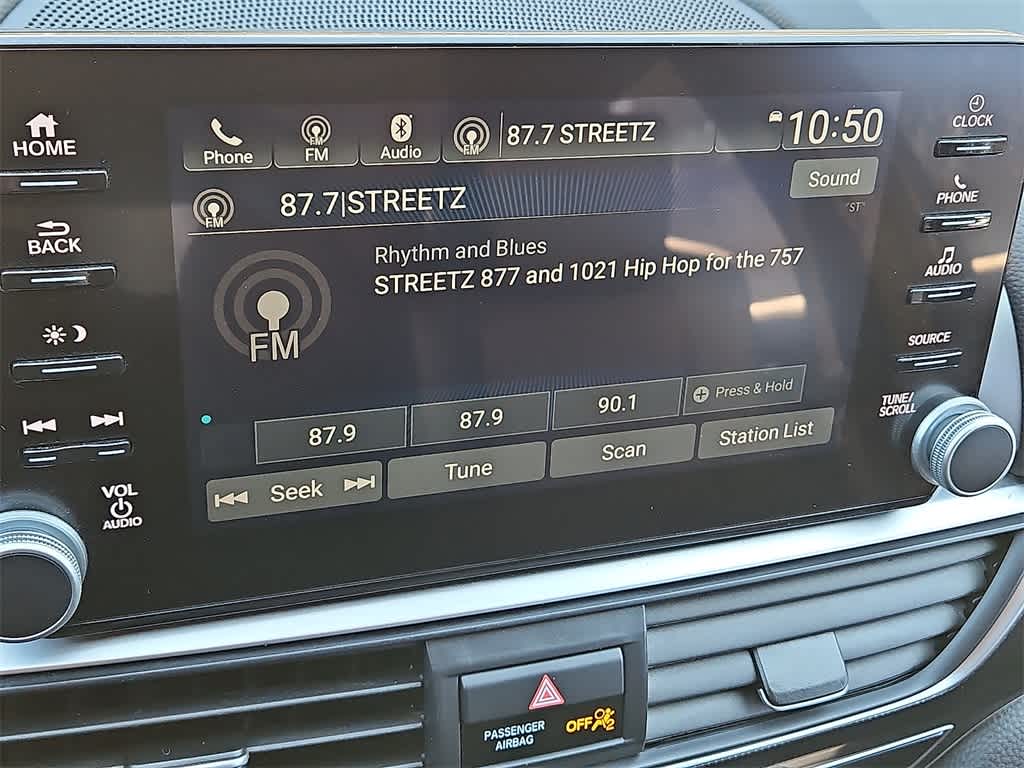 HOME
BACK
VOL
AUDIO
Phone
FM
FM
Audio
FM
87.7 STREETZ
10:50
FM
87.7|STREETZ
Sound
"ST"
FM
Rhythm and Blues
STREETZ 877 and 1021 Hip Hop for the 757
87.9
87.9
90.1
+ Press & Hold
Seek
Tune
Scan
Station List
CLOCK
PHONE
AUDIO
SOURCE
TUNE/
SCROLL
PASSENGER
AIRBAG
OFF
2